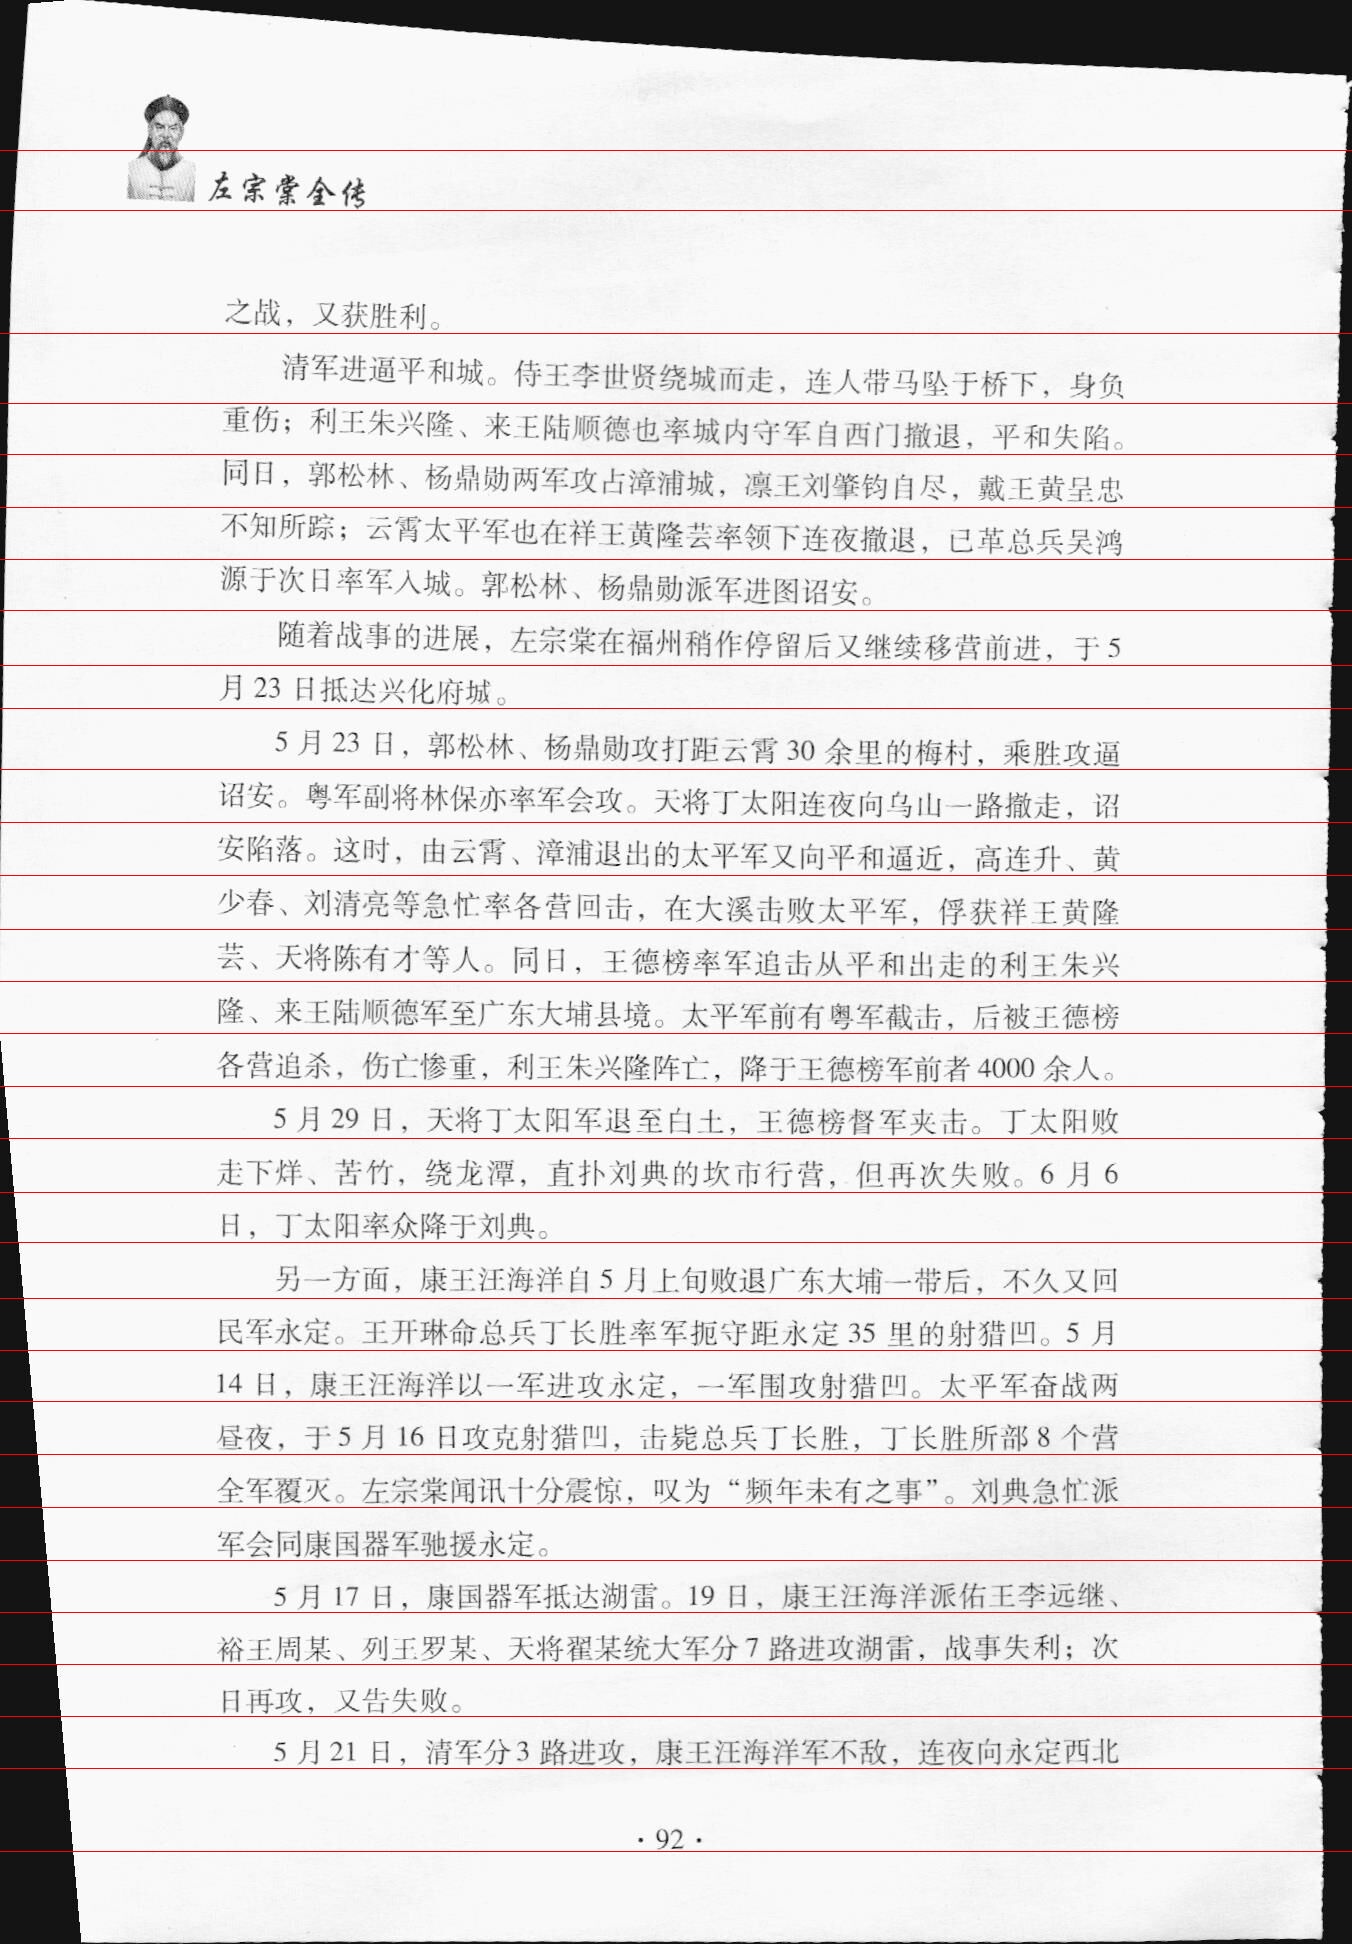 左宗棠全传
之战，又获胜利。
清军进逼平和城。侍王李世贤绕城而走，连人带马坠于桥下，身负
重伤；利王朱兴隆、来王陆顺德也率城内守军自西门撤退，平和失陷。
同日，郭松林、杨鼎勋两军攻占漳浦城，凛王刘肇钧自尽，戴王黄呈忠
不知所踪；云霄太平军也在祥王黄隆芸率领下连夜撤退，已革总兵吴鸿
源于次日率军入城。郭松林、杨鼎勋派军进图诏安。
随着战事的进展，左宗棠在福州稍作停留后又继续移营前进，于5
月23日抵达兴化府城。
5月23日，郭松林、杨鼎勋攻打距云霄30余里的梅村，乘胜攻逼
诏安。粤军副将林保亦率军会攻。天将丁太阳连夜向乌山一路撤走，诏
安陷落。这时，由云霄、漳浦退出的太平军又向平和逼近，高连升、黄
少春、刘清亮等急忙率各营回击，在大溪击败太平军，俘获祥王黄隆
芸、天将陈有才等人。同日，王德榜率军追击从平和出走的利王朱兴
隆、来王陆顺德军至广东大埔县境。太平军前有粤军截击，后被王德榜
各营追杀，伤亡惨重，利王朱兴隆阵亡，降于王德榜军前者4000余人。
5月29日，天将丁太阳军退至白土，王德榜督军夹击。丁太阳败
走下烊、苦竹，绕龙潭，直扑刘典的坎市行营，但再次失败。6月6
日，丁太阳率众降于刘典。
另一方面，康王汪海洋自5月上旬败退广东大埔一带后，不久又回
民军永定。王开琳命总兵丁长胜率军扼守距永定35里的射猎凹。5月
14日，康王汪海洋以一军进攻永定，一军围攻射猎凹。太平军奋战两
昼夜，于5月16日攻克射猎凹，击毙总兵丁长胜，丁长胜所部8个营
全军覆灭。左宗棠闻讯十分震惊，叹为“频年未有之事”。刘典急忙派
军会同康国器军驰援永定。
5月17日，康国器军抵达湖雷。19日，康王汪海洋派佑王李远继、
裕王周某、列王罗某、天将翟某统大军分7路进攻湖雷，战事失利；次
日再攻，又告失败。
5月21日，清军分3路进攻，康王汪海洋军不敌，连夜向永定西北
·92·